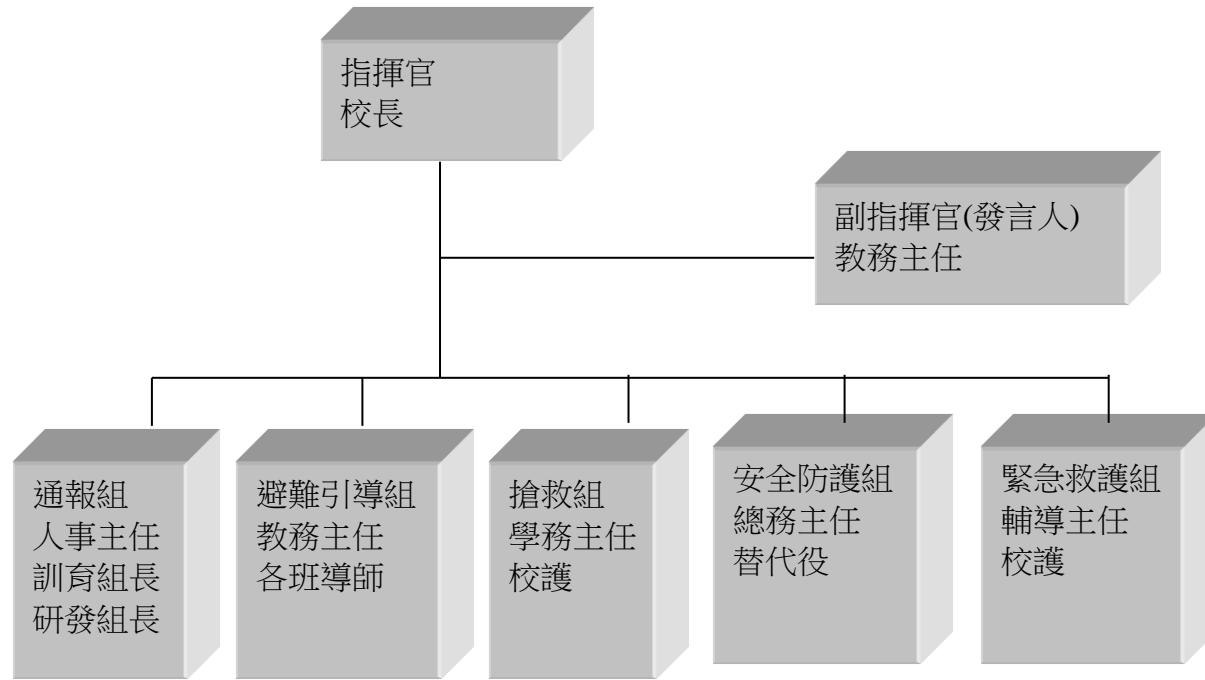 指揮官
校長
副指揮官(發言人)
教務主任
通報組
人事主任
訓育組長
研發組長
避難引導組
教務主任
各班導師
搶救組
學務主任
校護
安全防護組
總務主任
替代役
緊急救護組
輔導主任
校護